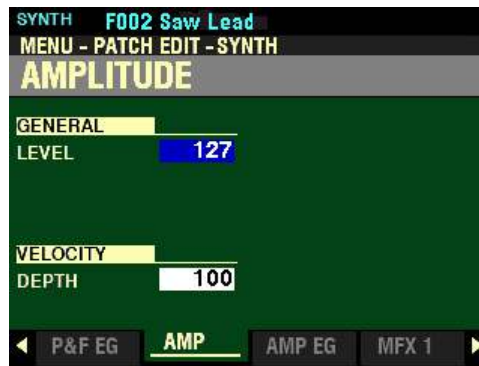 SYNTH F002 Saw Lead
MENU - PATCH EDIT -SYNTH
AMPLITUDE
GENERAL
LEVEL 127
VELOCITY
DEPTH 100
P&F EG AMP AMP EG MFX 1